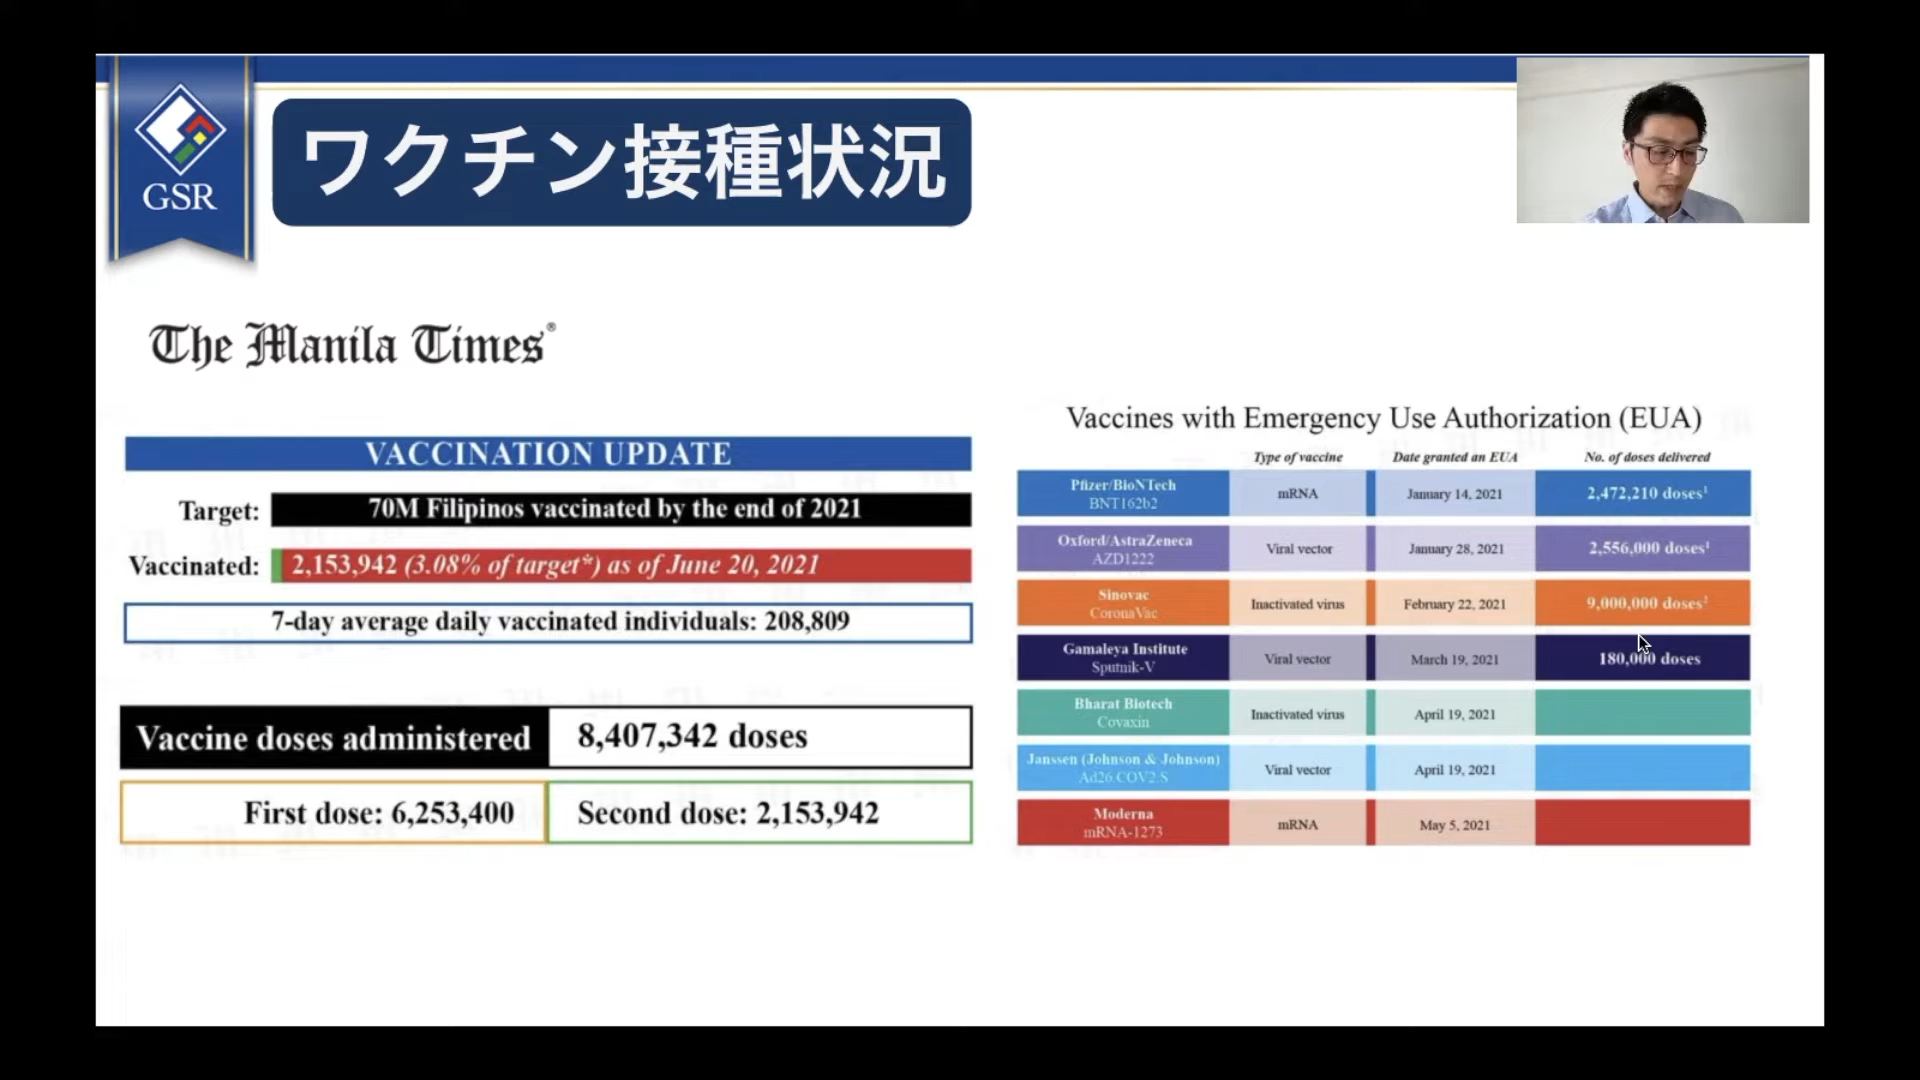 GSR
ワクチン接種状況
The Manila Times®
VACCINATION UPDATE
Target: 70M Filipinos vaccinated by the end of 2021
Vaccinated: 2,153,942 (3.08% of target*) as of June 20, 2021
7-day average daily vaccinated individuals: 208,809
Vaccine doses administered 8,407,342 doses
First dose: 6,253,400 Second dose: 2,153,942
Vaccines with Emergency Use Authorization (EUA)
Type of vaccine Date granted an EUA No. of doses delivered
Pfizer/BioNTech
BNT162b2 mRNA January 14, 2021 2,472,210 doses¹
Oxford/AstraZeneca
AZD1222 Viral vector January 28, 2021 2,556,000 doses¹
Sinovac
CoronaVac Inactivated virus February 22, 2021 9,000,000 doses²
Gamaleya Institute
Sputnik-V Viral vector March 19, 2021 180,000 doses
Bharat Biotech
Covaxin Inactivated virus April 19, 2021
Janssen (Johnson & Johnson)
Ad26.COV2.S Viral vector April 19, 2021
Moderna
mRNA-1273 mRNA May 5, 2021